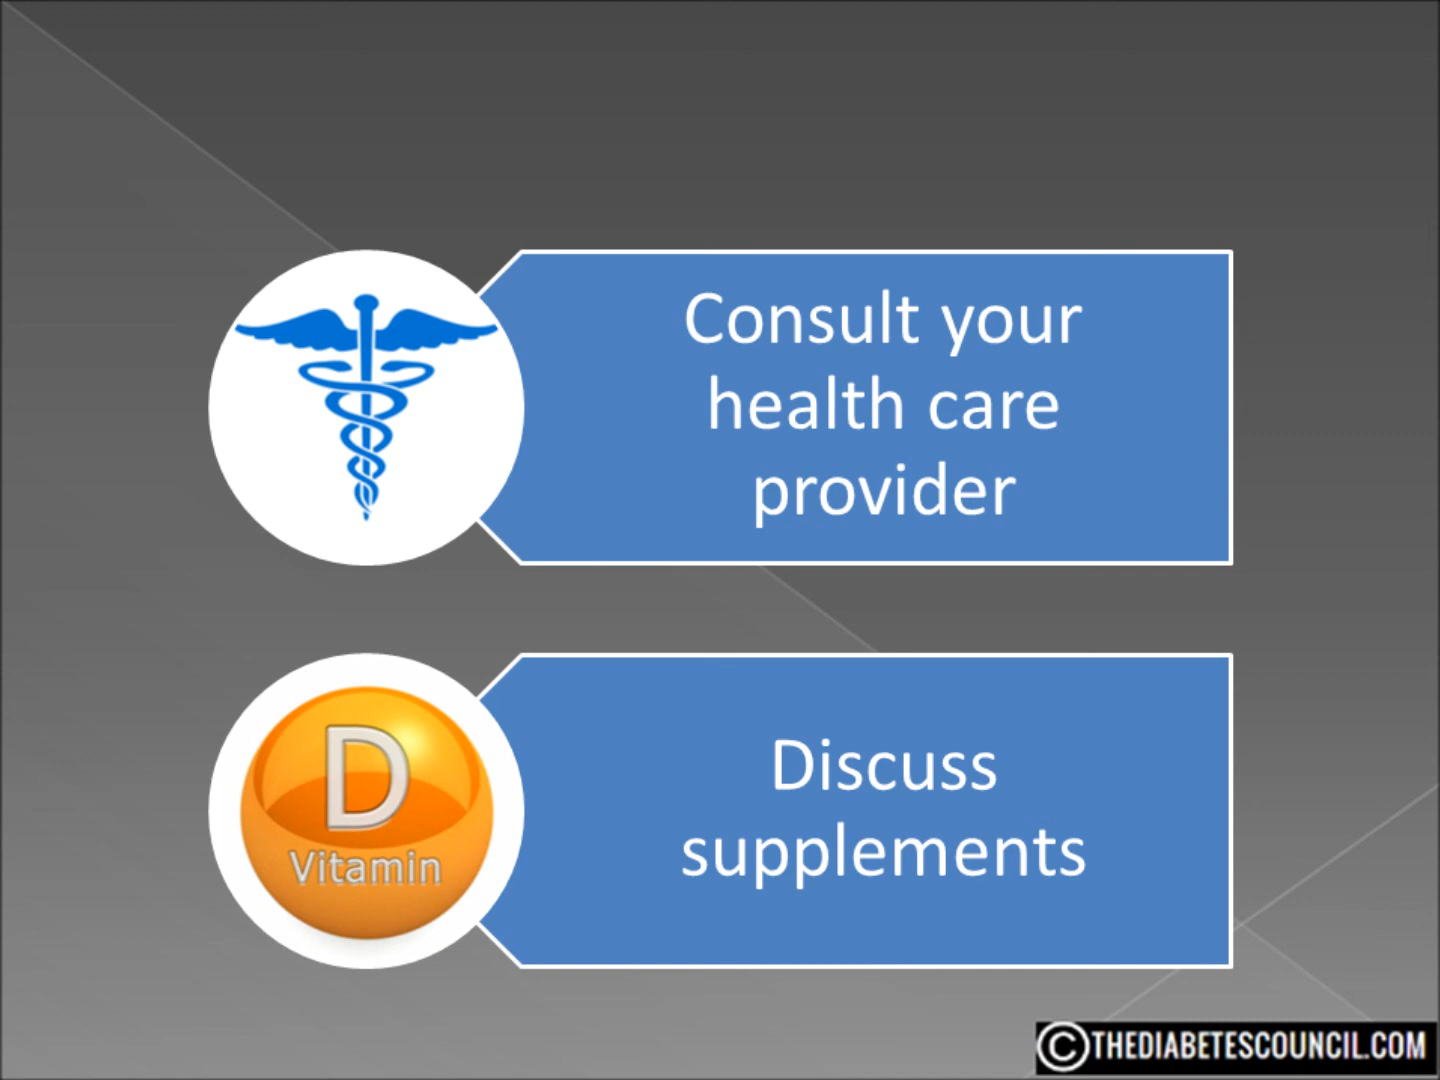 Consult your
health care
provider
D
Vitamin
Discuss
supplements
©THEDIABETESCOUNCIL.COM